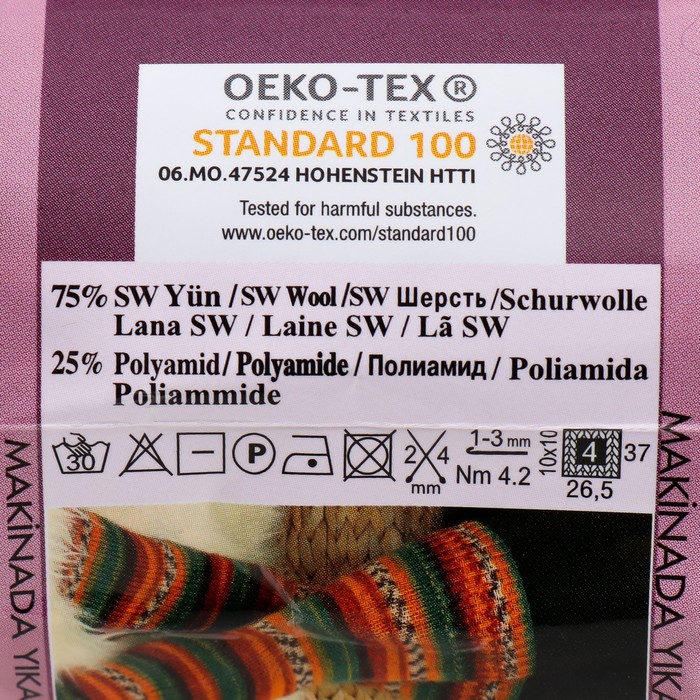 OEKO-TEX®
CONFIDENCE IN TEXTILES
STANDARD 100
06.MO.47524 HOHENSTEIN HTTI
Tested for harmful substances.
www.oeko-tex.com/standard100
75% SW Yün / SW Wool / SW Шерсть / Schurwolle
Lana SW / Laine SW / Lã SW
25% Polyamid / Polyamide / Полиамид / Poliamida
Poliammide
30
P
2 4
mm
1-3 mm
Nm 4.2
10x10
4
37
26,5
MAKİNADA YIKA
MAKİNADA YIKA